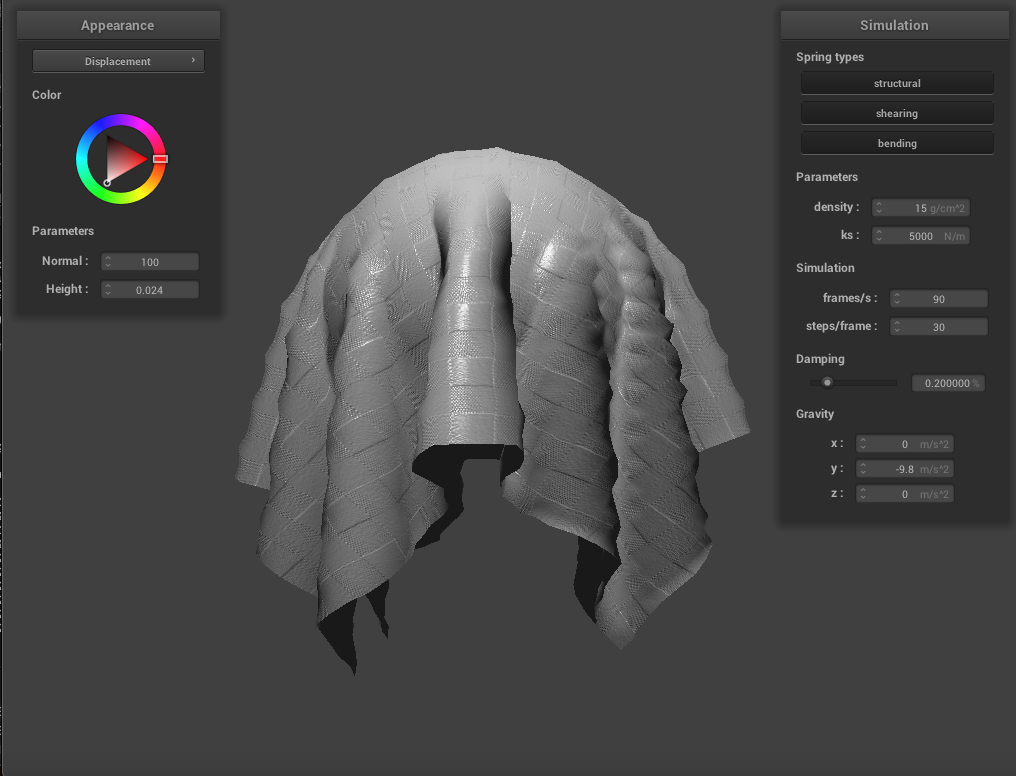 Appearance
Displacement
Color
Parameters
Normal : 100
Height : 0.024
Simulation
Spring types
structural
shearing
bending
Parameters
density : 15 g/cm^2
ks : 5000 N/m
Simulation
frames/s : 90
steps/frame : 30
Damping
0.200000 %
Gravity
x : 0 m/s^2
y : -9.8 m/s^2
z : 0 m/s^2